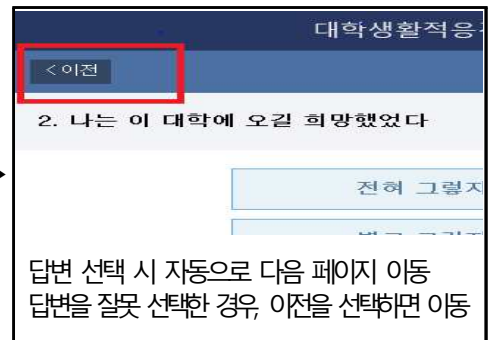 대학생활적응
< 이전
2. 나는 이 대학에 오길 희망했었다
전혀 그렇지
답변 선택 시 자동으로 다음 페이지 이동
답변을 잘못 선택한 경우, 이전을 선택하면 이동